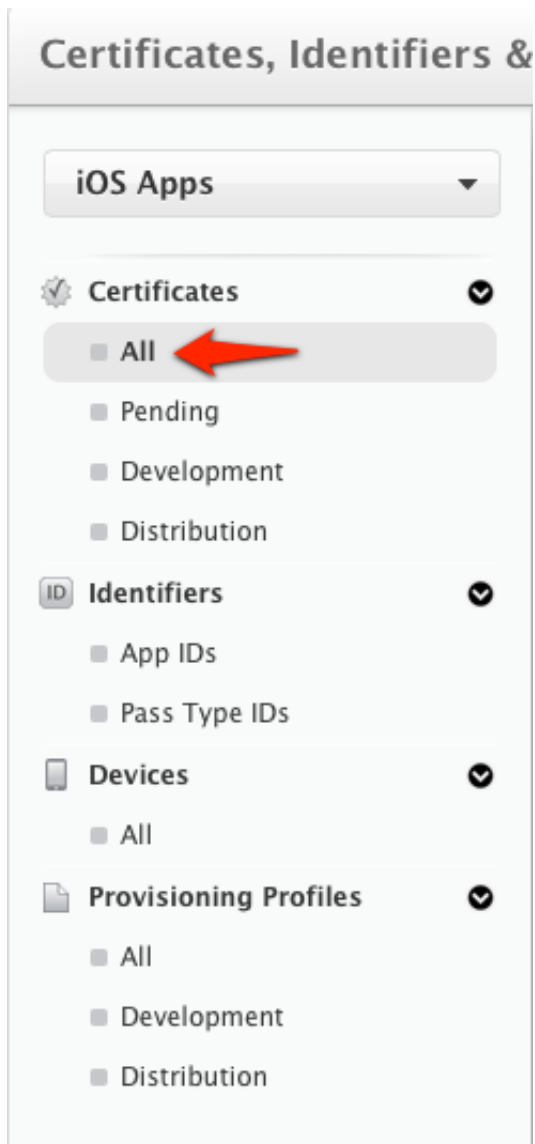 Certificates, Identifiers &
iOS Apps
Certificates
All
Pending
Development
Distribution
ID Identifiers
App IDs
Pass Type IDs
Devices
All
Provisioning Profiles
All
Development
Distribution